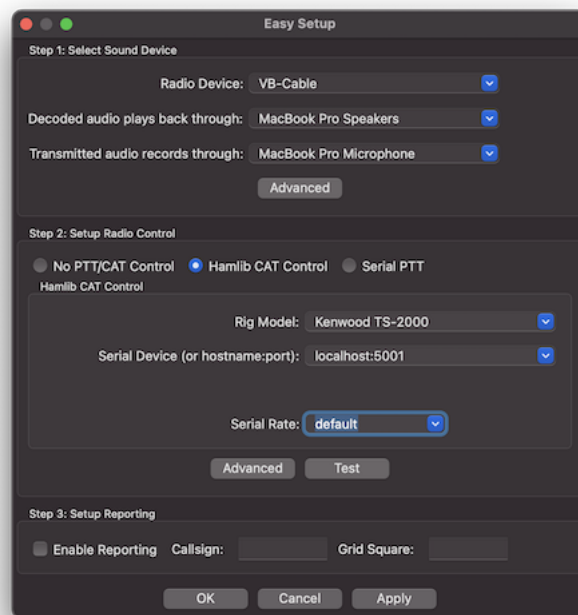 Easy Setup
Step 1: Select Sound Device
Radio Device: VB-Cable
Decoded audio plays back through: MacBook Pro Speakers
Transmitted audio records through: MacBook Pro Microphone
Advanced
Step 2: Setup Radio Control
No PTT/CAT Control Hamlib CAT Control Serial PTT
Hamlib CAT Control
Rig Model: Kenwood TS-2000
Serial Device (or hostname:port): localhost:5001
Serial Rate: default
Advanced Test
Step 3: Setup Reporting
Enable Reporting Callsign: Grid Square:
OK Cancel Apply